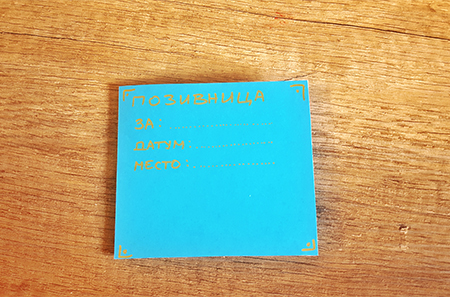 ПОЗИВНИЦА
ЗА: ....................
ДАТУМ: ....................
МЕСТО: ....................